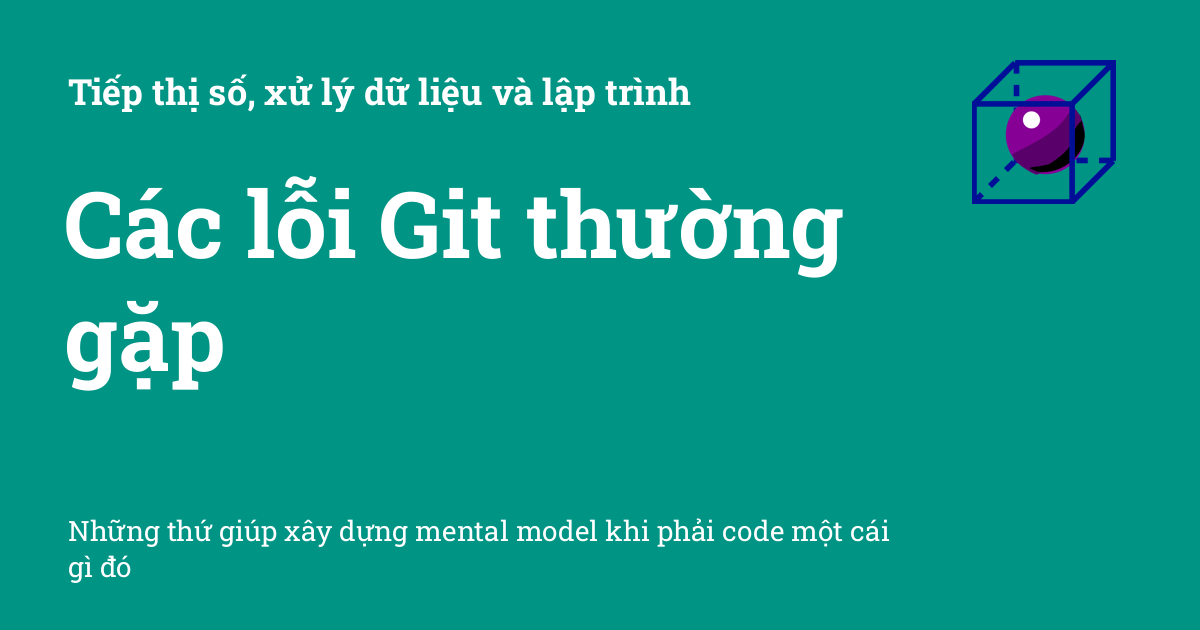 Tiếp thị số, xử lý dữ liệu và lập trình
Các lỗi Git thường
gặp
Những thứ giúp xây dựng mental model khi phải code một cái
gì đó